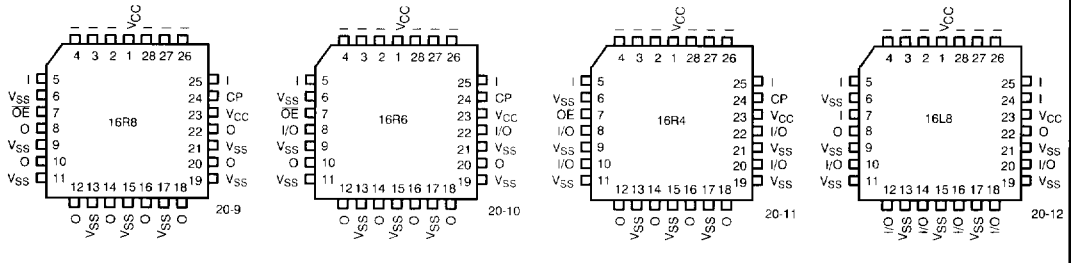 I I I VCC I I I
4 3 2 1 28 27 26
I 5 25 I
VSS 6 24 CP
OE 7 23 VCC
16R8
O 8 22 O
VSS 9 21 VSS
O 10 20 O
VSS 11 19 VSS
12 13 14 15 16 17 18
O VSS O VSS O VSS O
20-9
I I I VCC I I I
4 3 2 1 28 27 26
I 5 25 I
VSS 6 24 CP
OE 7 23 VCC
16R6
I/O 8 22 I/O
VSS 9 21 VSS
O 10 20 O
VSS 11 19 VSS
12 13 14 15 16 17 18
O VSS O VSS O VSS O
20-10
I I I VCC I I I
4 3 2 1 28 27 26
I 5 25 I
VSS 6 24 CP
OE 7 23 VCC
16R4
I/O 8 22 I/O
VSS 9 21 VSS
I/O 10 20 I/O
VSS 11 19 VSS
12 13 14 15 16 17 18
O VSS O VSS O VSS O
20-11
I I I VCC I I I
4 3 2 1 28 27 26
I 5 25 I
VSS 6 24 I
I 7 23 VCC
16L8
O 8 22 O
VSS 9 21 VSS
I/O 10 20 I/O
VSS 11 19 VSS
12 13 14 15 16 17 18
I/O VSS I/O VSS I/O VSS I/O
20-12